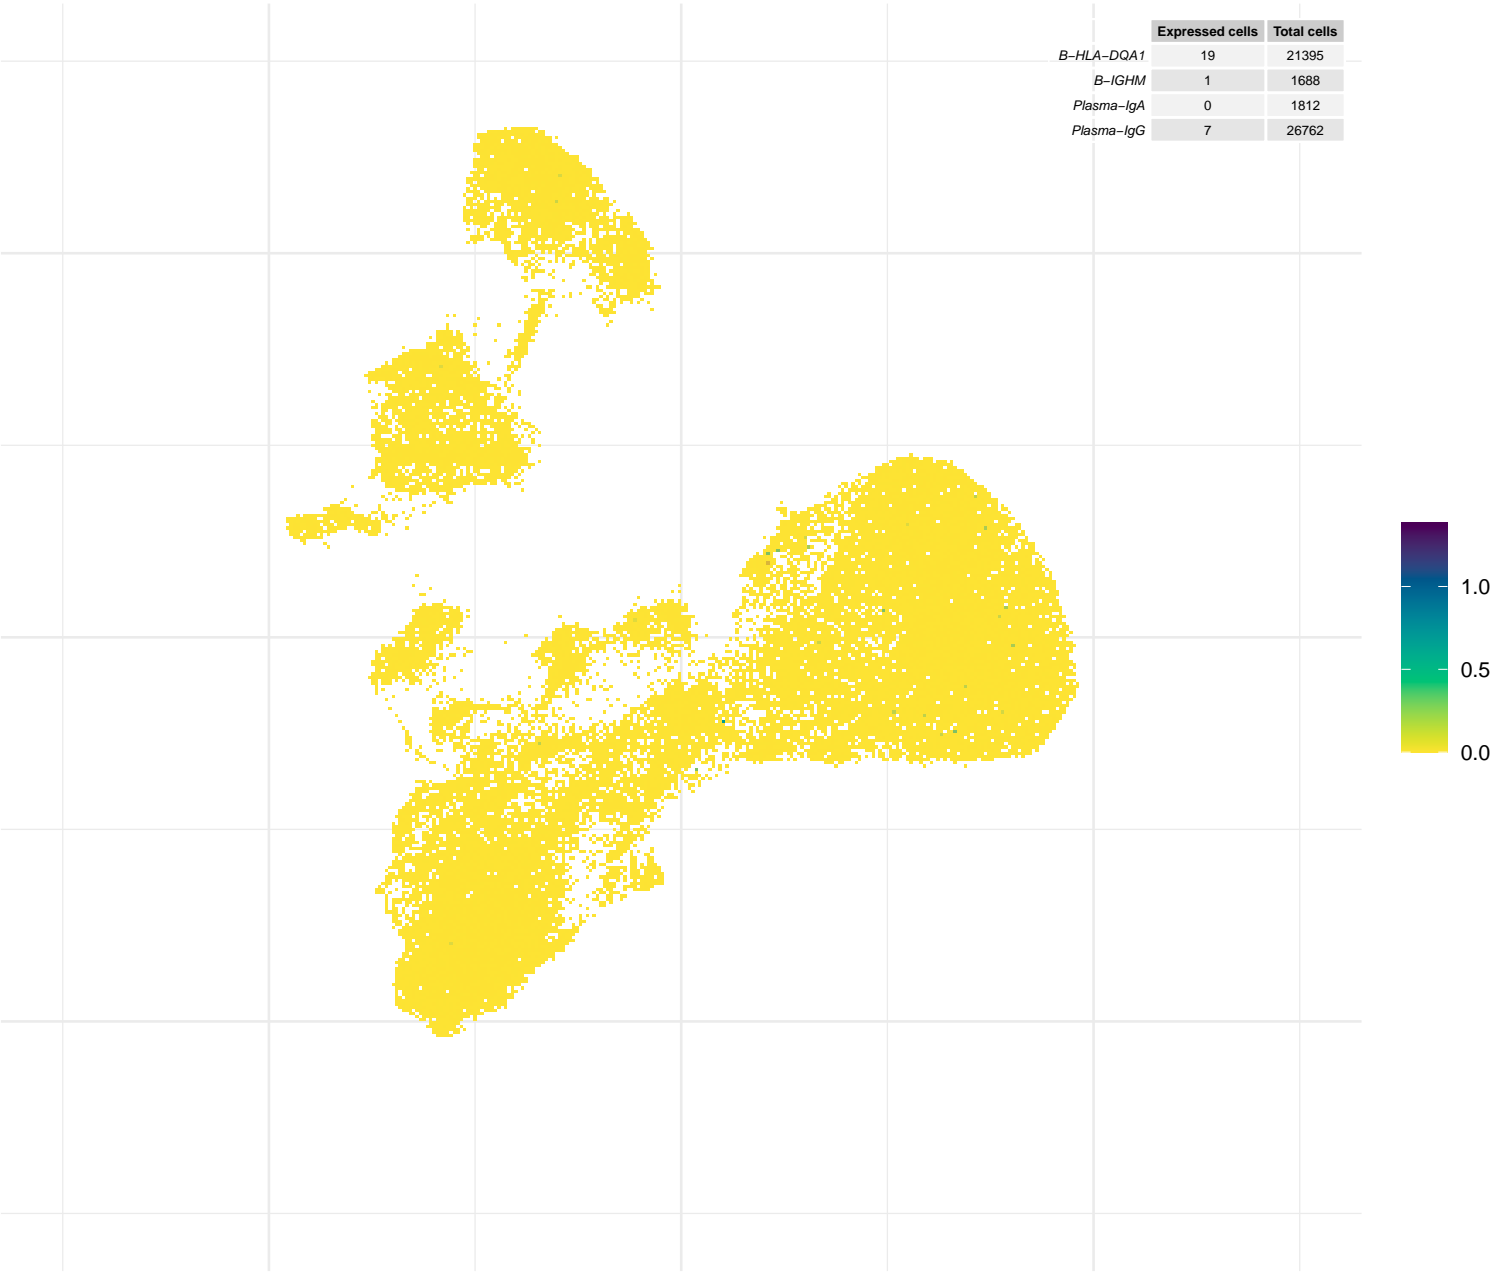 Expressed cells Total cells
B−HLA−DQA1 19 21395
B−IGHM 1 1688
Plasma−IgA 0 1812
Plasma−IgG 7 26762
1.0
0.5
0.0